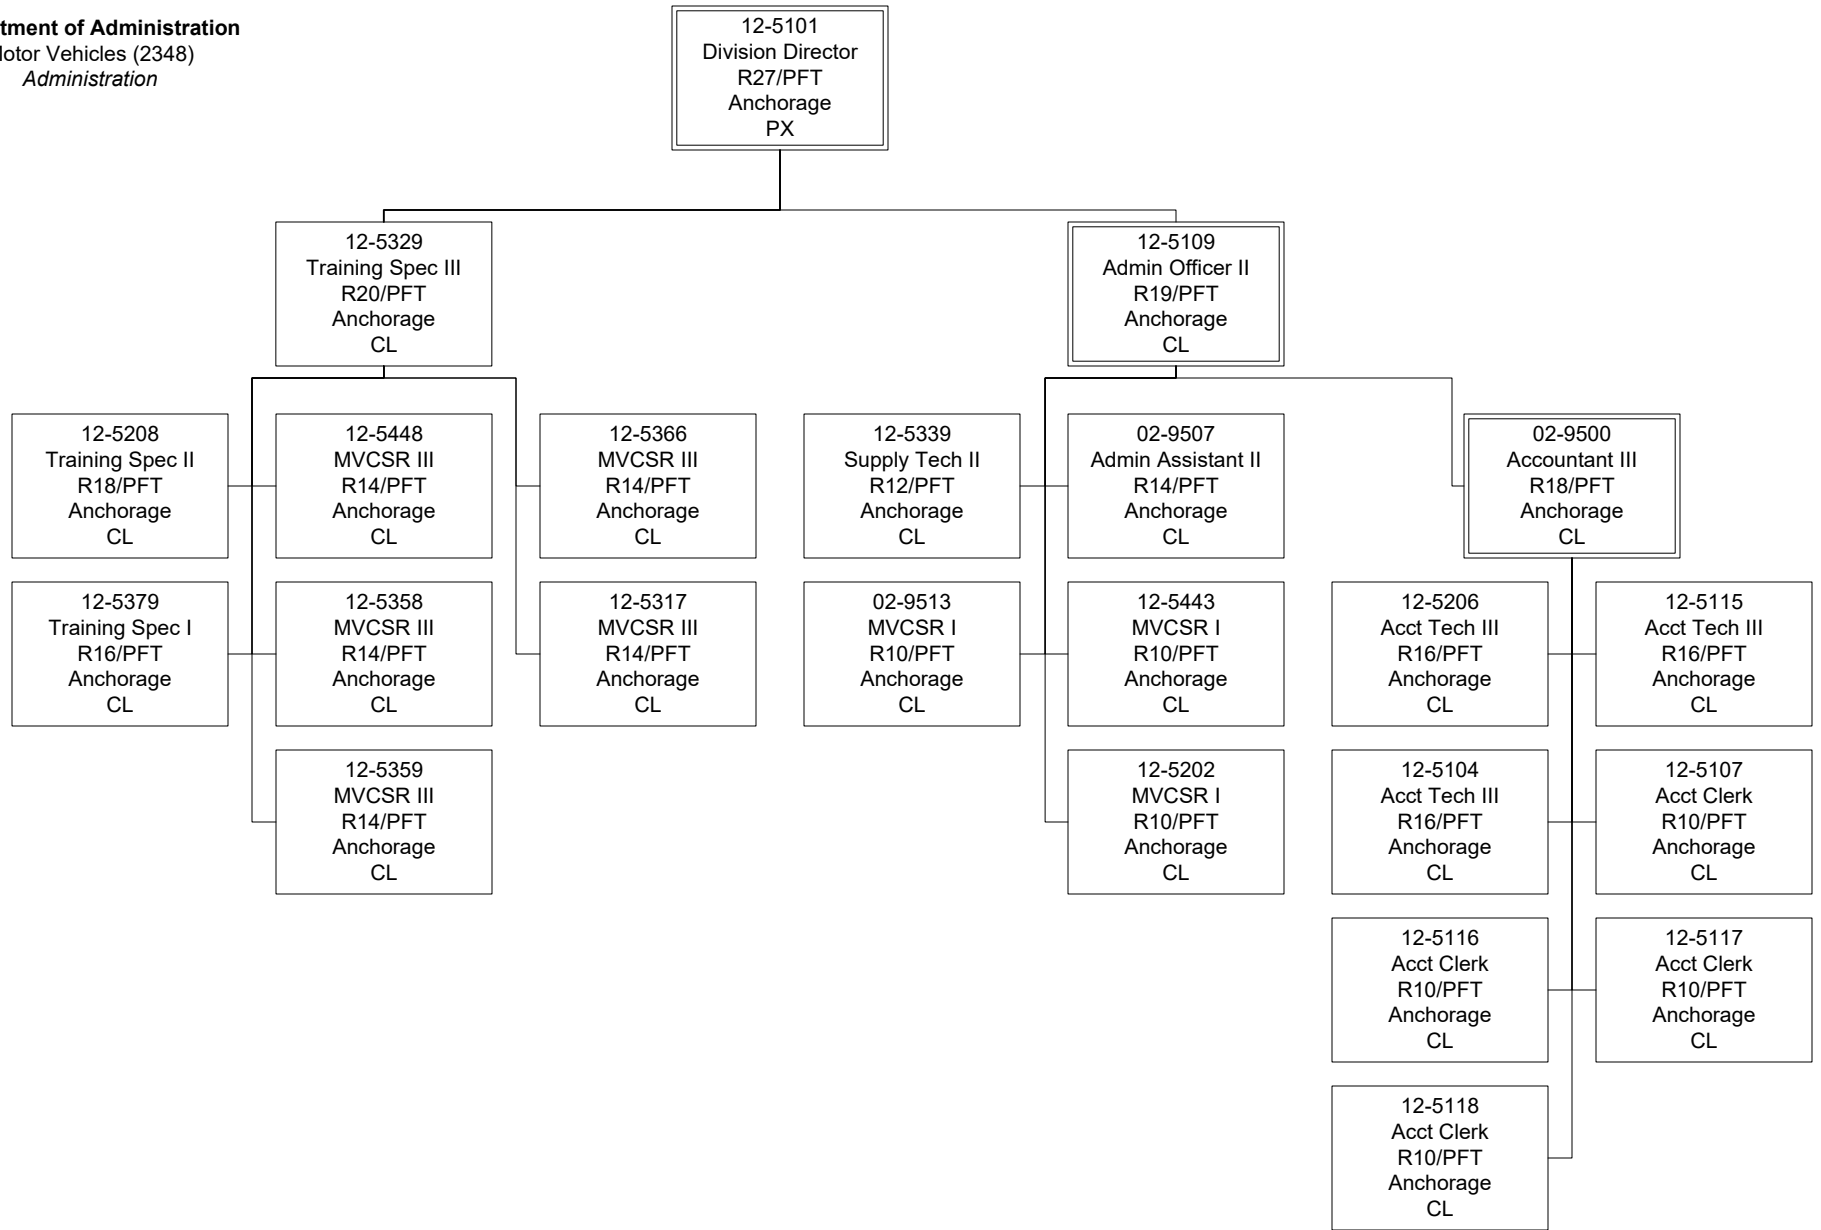 tment of Administration
otor Vehicles (2348)
Administration
12-5101
Division Director
R27/PFT
Anchorage
PX
12-5329
Training Spec III
R20/PFT
Anchorage
CL
12-5109
Admin Officer II
R19/PFT
Anchorage
CL
12-5208
Training Spec II
R18/PFT
Anchorage
CL
12-5448
MVCSR III
R14/PFT
Anchorage
CL
12-5366
MVCSR III
R14/PFT
Anchorage
CL
12-5339
Supply Tech II
R12/PFT
Anchorage
CL
02-9507
Admin Assistant II
R14/PFT
Anchorage
CL
02-9500
Accountant III
R18/PFT
Anchorage
CL
12-5379
Training Spec I
R16/PFT
Anchorage
CL
12-5358
MVCSR III
R14/PFT
Anchorage
CL
12-5317
MVCSR III
R14/PFT
Anchorage
CL
02-9513
MVCSR I
R10/PFT
Anchorage
CL
12-5443
MVCSR I
R10/PFT
Anchorage
CL
12-5206
Acct Tech III
R16/PFT
Anchorage
CL
12-5115
Acct Tech III
R16/PFT
Anchorage
CL
12-5359
MVCSR III
R14/PFT
Anchorage
CL
12-5202
MVCSR I
R10/PFT
Anchorage
CL
12-5104
Acct Tech III
R16/PFT
Anchorage
CL
12-5107
Acct Clerk
R10/PFT
Anchorage
CL
12-5116
Acct Clerk
R10/PFT
Anchorage
CL
12-5117
Acct Clerk
R10/PFT
Anchorage
CL
12-5118
Acct Clerk
R10/PFT
Anchorage
CL